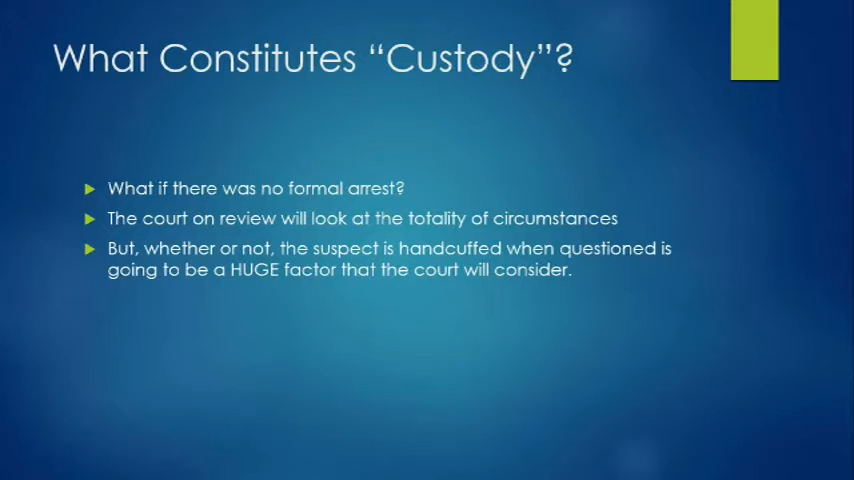 What Constitutes “Custody”?
What if there was no formal arrest?
The court on review will look at the totality of circumstances
But, whether or not, the suspect is handcuffed when questioned is
going to be a HUGE factor that the court will consider.